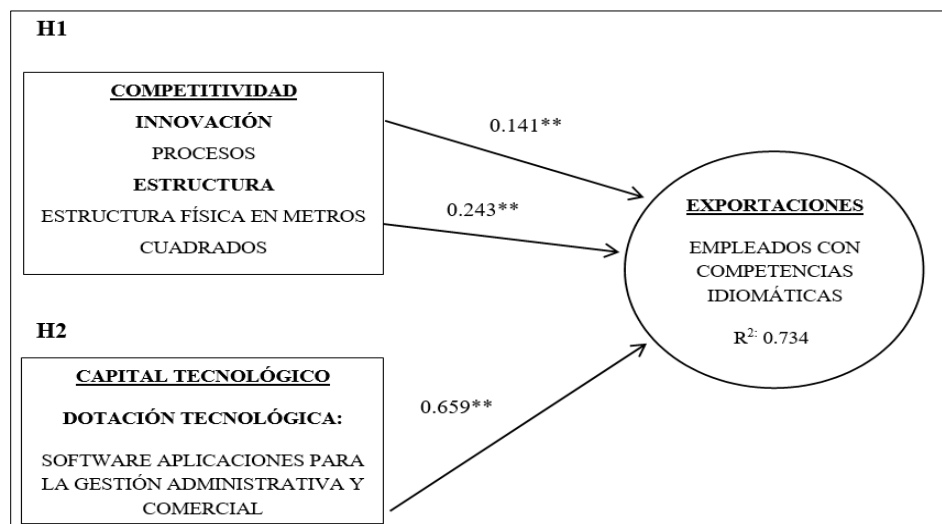 H1
COMPETITIVIDAD
INNOVACIÓN
PROCESOS
ESTRUCTURA
ESTRUCTURA FÍSICA EN METROS
CUADRADOS
0.141**
0.243**
EXPORTACIONES
EMPLEADOS CON
COMPETENCIAS
IDIOMÁTICAS
R²: 0.734
H2
CAPITAL TECNOLÓGICO
DOTACIÓN TECNOLÓGICA:
SOFTWARE APLICACIONES PARA
LA GESTIÓN ADMINISTRATIVA Y
COMERCIAL
0.659**